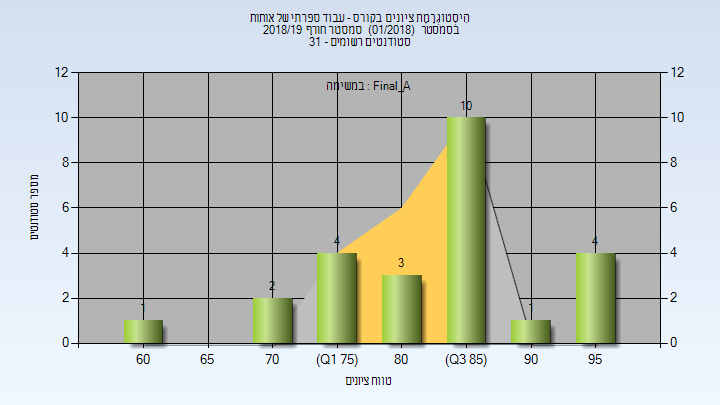 היסטוגרמת ציונים בקורס - עבוד ספרתי של אותות
בסמסטר (01/2018) סמסטר חורף 2018/19
סטודנטים רשומים - 31
במשימה : Final_A
מספר סטודנטים
12 12
10 10
8 8
6 6
4 4
2 2
0 0
1 2 4 3 10 1 4
60 65 70 (Q1 75) 80 (Q3 85) 90 95
טווח ציונים